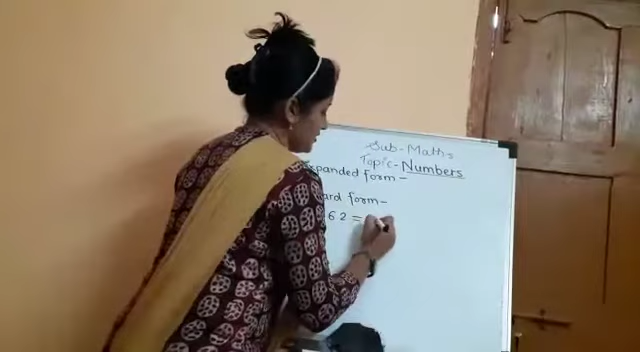 Sub-Maths
Topic-Numbers
xpanded form-
ard form-
62=